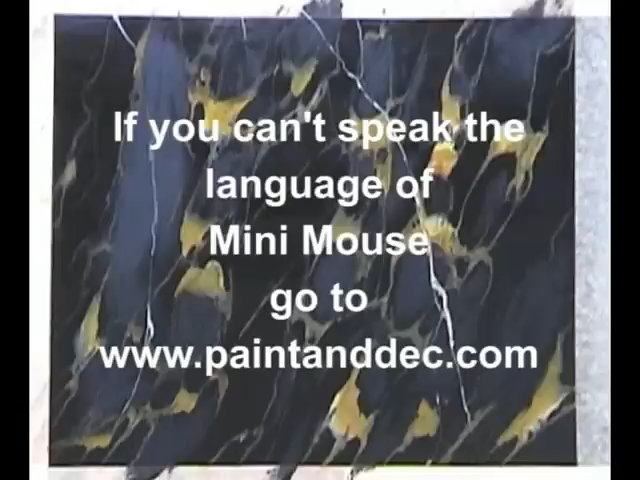 If you can't speak the
language of
Mini Mouse
go to
www.paintanddec.com